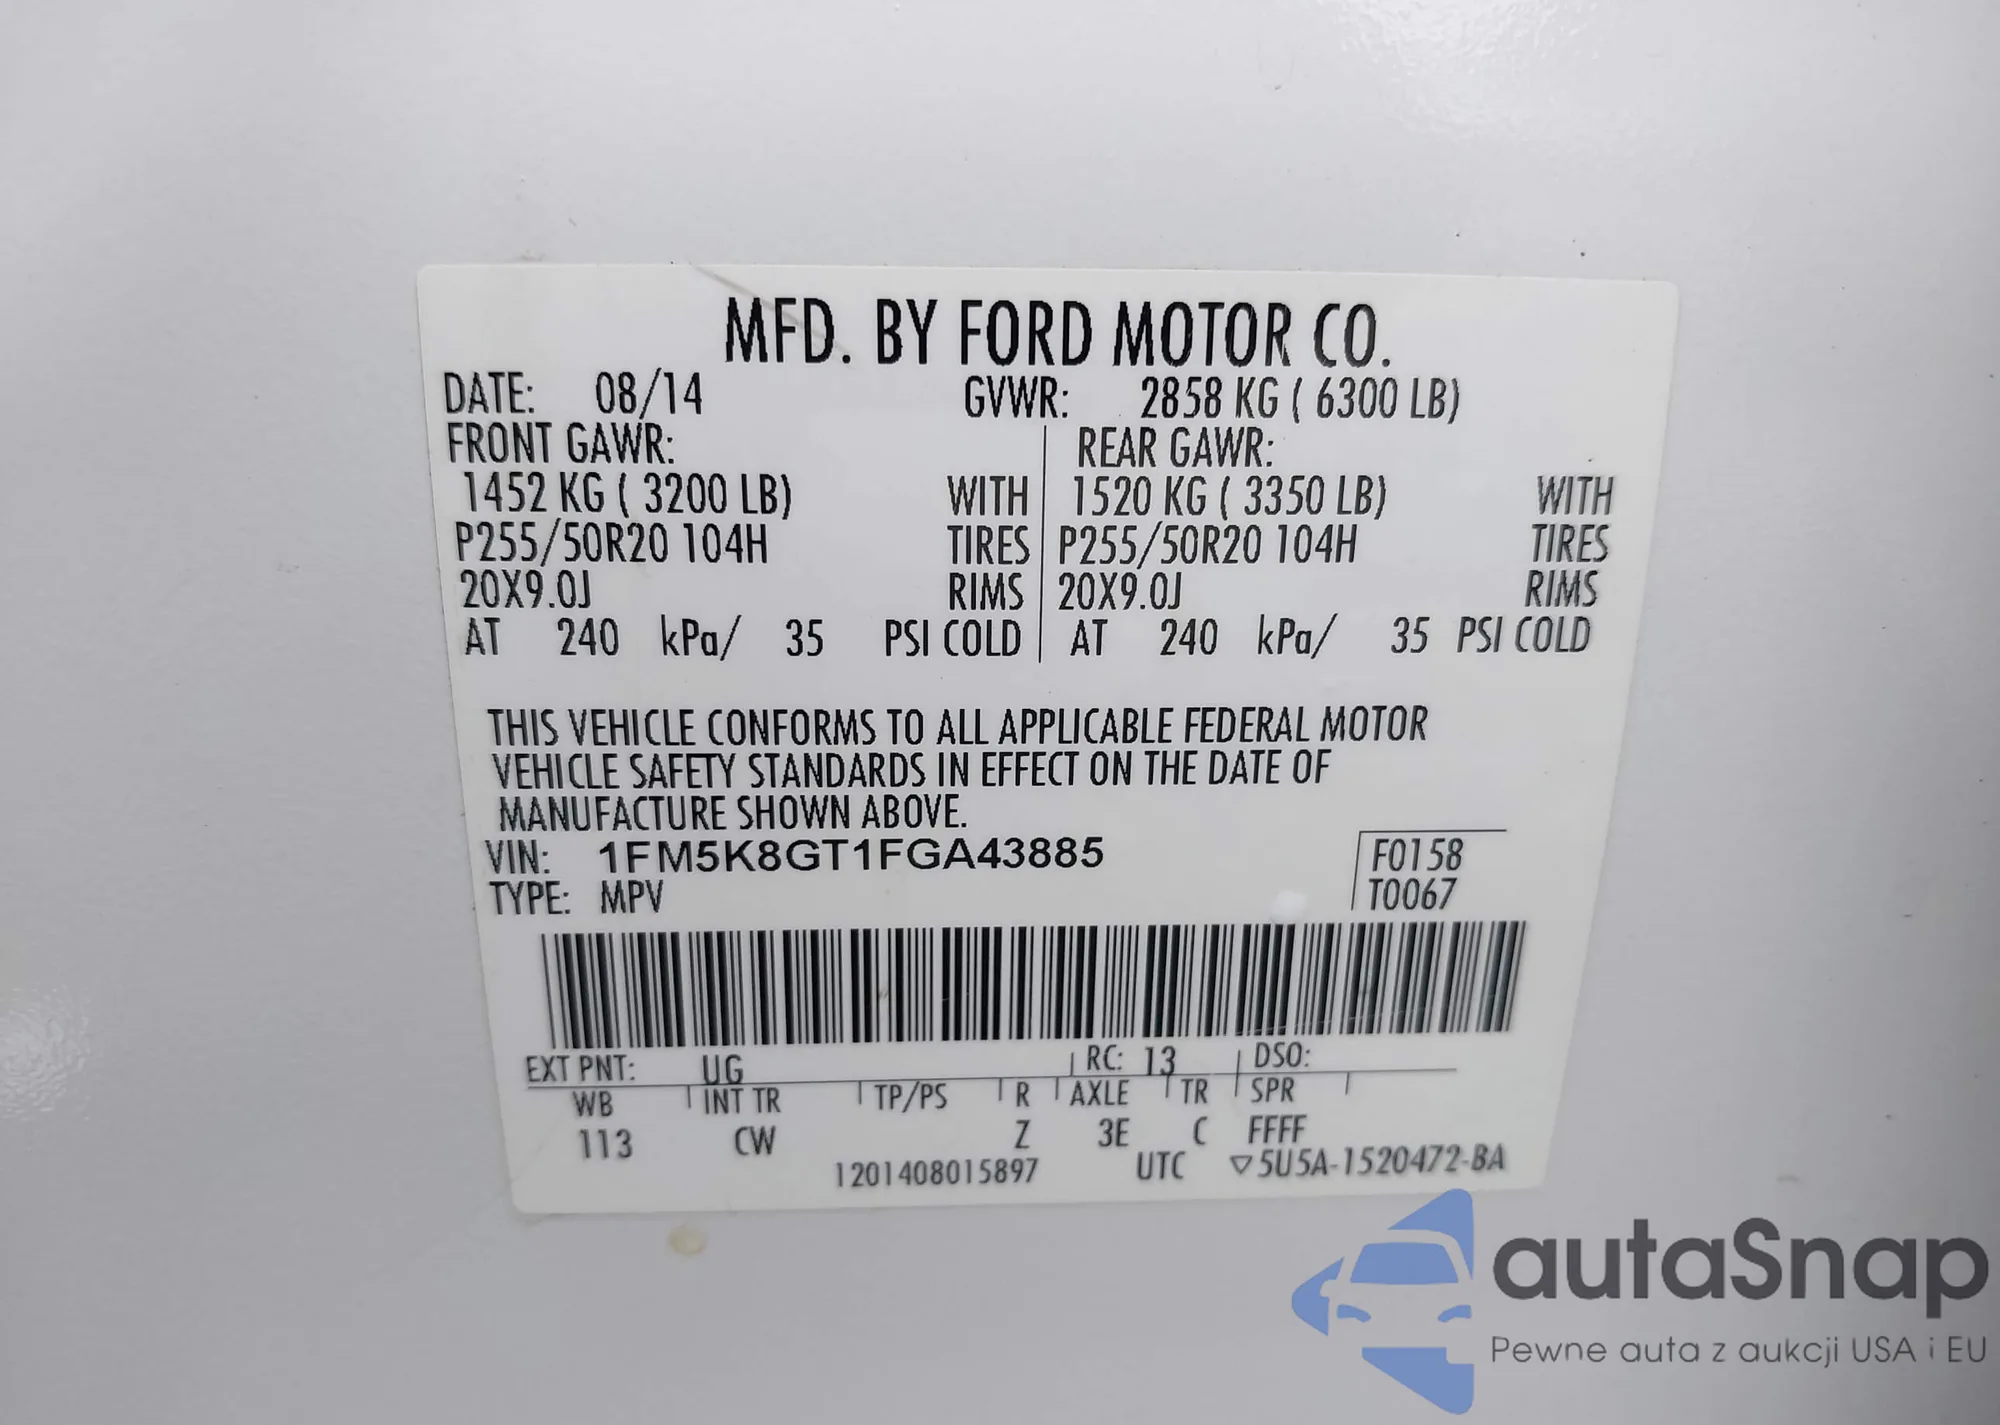 MFD. BY FORD MOTOR CO.
DATE: 08/14 GVWR: 2858 KG ( 6300 LB)
FRONT GAWR: REAR GAWR:
1452 KG ( 3200 LB) WITH 1520 KG ( 3350 LB) WITH
P255/50R20 104H TIRES P255/50R20 104H TIRES
20X9.0J RIMS 20X9.0J RIMS
AT 240 kPa/ 35 PSI COLD AT 240 kPa/ 35 PSI COLD
THIS VEHICLE CONFORMS TO ALL APPLICABLE FEDERAL MOTOR
VEHICLE SAFETY STANDARDS IN EFFECT ON THE DATE OF
MANUFACTURE SHOWN ABOVE.
VIN: 1FM5K8GT1FGA43885 F0158
TYPE: MPV T0067
EXT PNT: UG RC: 13 DSO:
WB INT TR TP/PS R AXLE TR SPR
113 CW Z 3E C FFFF
1201408015897 UTC ▽5U5A-1520472-BA
autaSnap
Pewne auta z aukcji USA i EU